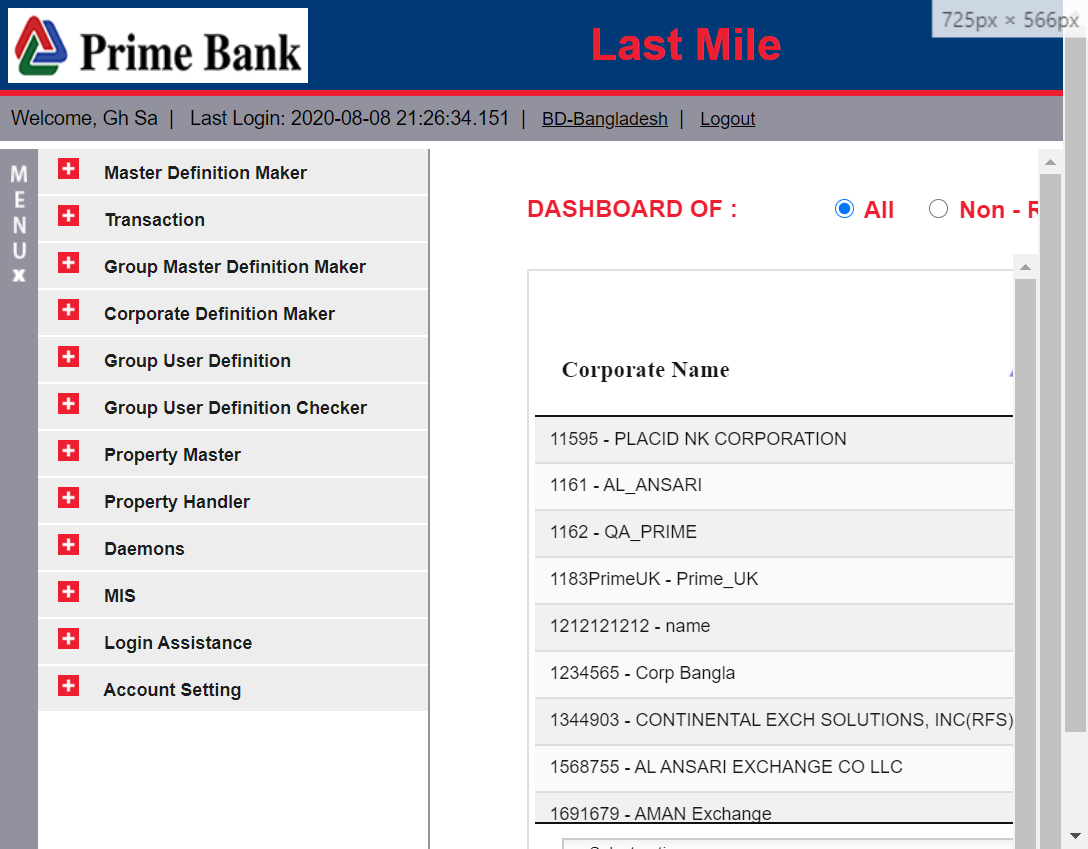 Prime Bank
Last Mile
725px × 566px
Welcome, Gh Sa | Last Login: 2020-08-08 21:26:34.151 | BD-Bangladesh | Logout
MENU x
Master Definition Maker
Transaction
Group Master Definition Maker
Corporate Definition Maker
Group User Definition
Group User Definition Checker
Property Master
Property Handler
Daemons
MIS
Login Assistance
Account Setting
DASHBOARD OF :
All
Non -
Corporate Name
11595 - PLACID NK CORPORATION
1161 - AL_ANSARI
1162 - QA_PRIME
1183PrimeUK - Prime_UK
1212121212 - name
1234565 - Corp Bangla
1344903 - CONTINENTAL EXCH SOLUTIONS, INC(RFS)
1568755 - AL ANSARI EXCHANGE CO LLC
1691679 - AMAN Exchange